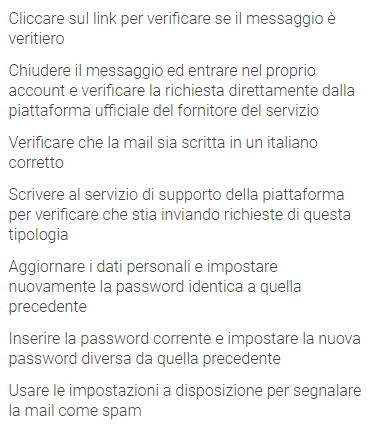 Cliccare sul link per verificare se il messaggio è
veritiero
Chiudere il messaggio ed entrare nel proprio
account e verificare la richiesta direttamente dalla
piattaforma ufficiale del fornitore del servizio
Verificare che la mail sia scritta in un italiano
corretto
Scrivere al servizio di supporto della piattaforma
per verificare che stia inviando richieste di questa
tipologia
Aggiornare i dati personali e impostare
nuovamente la password identica a quella
precedente
Inserire la password corrente e impostare la nuova
password diversa da quella precedente
Usare le impostazioni a disposizione per segnalare
la mail come spam